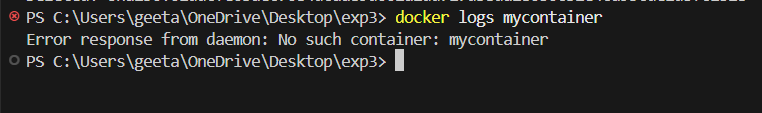 PS C:\Users\geeta\OneDrive\Desktop\exp3> docker logs mycontainer
Error response from daemon: No such container: mycontainer
PS C:\Users\geeta\OneDrive\Desktop\exp3>